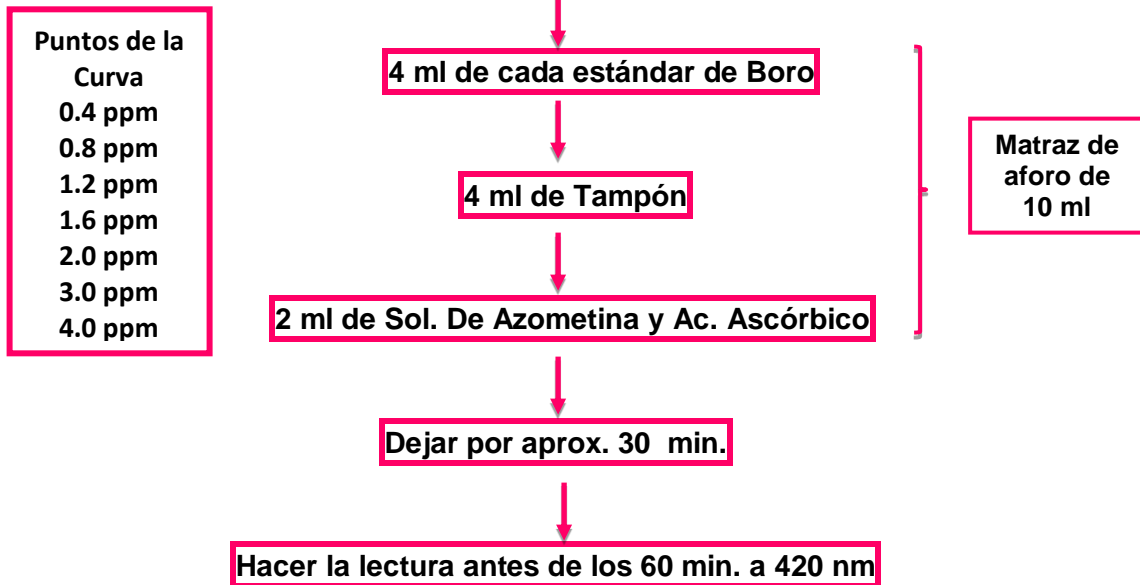 Puntos de la
Curva
0.4 ppm
0.8 ppm
1.2 ppm
1.6 ppm
2.0 ppm
3.0 ppm
4.0 ppm
4 ml de cada estándar de Boro
4 ml de Tampón
2 ml de Sol. De Azometina y Ac. Ascórbico
Dejar por aprox. 30 min.
Hacer la lectura antes de los 60 min. a 420 nm
Matraz de
aforo de
10 ml